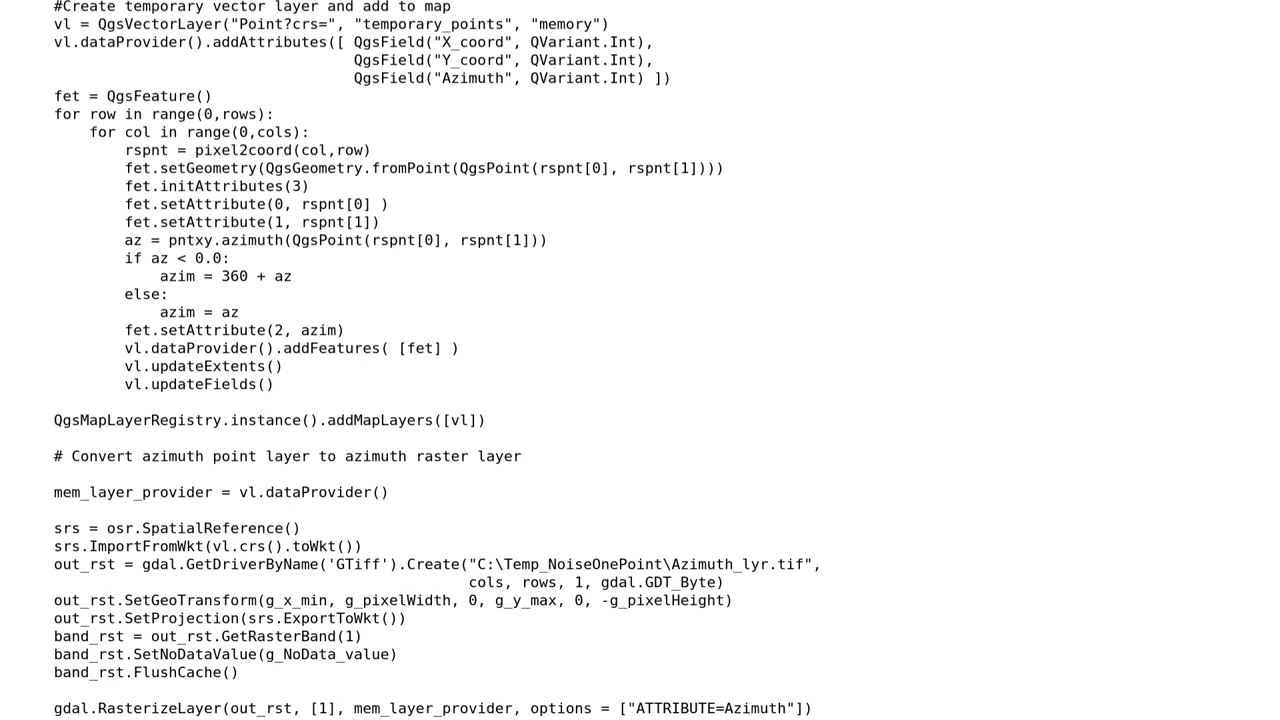 #Create temporary vector layer and add to map
vl = QgsVectorLayer("Point?crs=", "temporary_points", "memory")
vl.dataProvider().addAttributes([ QgsField("X_coord", QVariant.Int),
QgsField("Y_coord", QVariant.Int),
QgsField("Azimuth", QVariant.Int) ])
fet = QgsFeature()
for row in range(0,rows):
    for col in range(0,cols):
        rspnt = pixel2coord(col,row)
        fet.setGeometry(QgsGeometry.fromPoint(QgsPoint(rspnt[0], rspnt[1])))
        fet.initAttributes(3)
        fet.setAttribute(0, rspnt[0] )
        fet.setAttribute(1, rspnt[1])
        az = pntxy.azimuth(QgsPoint(rspnt[0], rspnt[1]))
        if az < 0.0:
            azim = 360 + az
        else:
            azim = az
        fet.setAttribute(2, azim)
        vl.dataProvider().addFeatures( [fet] )
        vl.updateExtents()
        vl.updateFields()

QgsMapLayerRegistry.instance().addMapLayers([vl])

# Convert azimuth point layer to azimuth raster layer

mem_layer_provider = vl.dataProvider()

srs = osr.SpatialReference()
srs.ImportFromWkt(vl.crs().toWkt())
out_rst = gdal.GetDriverByName('GTiff').Create("C:\Temp_NoiseOnePoint\Azimuth_lyr.tif",
cols, rows, 1, gdal.GDT_Byte)
out_rst.SetGeoTransform(g_x_min, g_pixelWidth, 0, g_y_max, 0, -g_pixelHeight)
out_rst.SetProjection(srs.ExportToWkt())
band_rst = out_rst.GetRasterBand(1)
band_rst.SetNoDataValue(g_NoData_value)
band_rst.FlushCache()

gdal.RasterizeLayer(out_rst, [1], mem_layer_provider, options = ["ATTRIBUTE=Azimuth"])